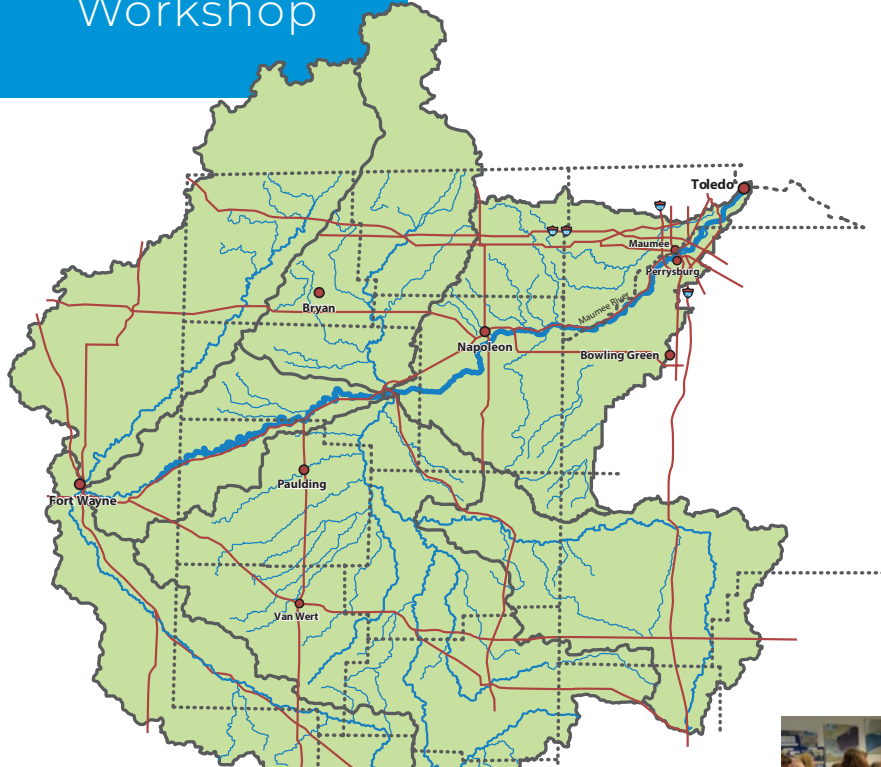 Workshop
Toledo
Maumee
Perrysburg
Maumee River
Bryan
Napoleon
Bowling Green
Paulding
Fort Wayne
Van Wert